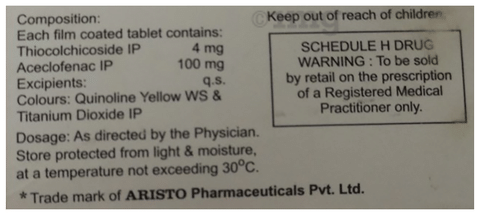 Composition:
Each film coated tablet contains:
Thiocolchicoside IP 4 mg
Aceclofenac IP 100 mg
Excipients: q.s.
Colours: Quinoline Yellow WS &
Titanium Dioxide IP
Dosage: As directed by the Physician.
Store protected from light & moisture,
at a temperature not exceeding 30°C.
* Trade mark of ARISTO Pharmaceuticals Pvt. Ltd.
Keep out of reach of children.
SCHEDULE H DRUG
WARNING : To be sold
by retail on the prescription
of a Registered Medical
Practitioner only.